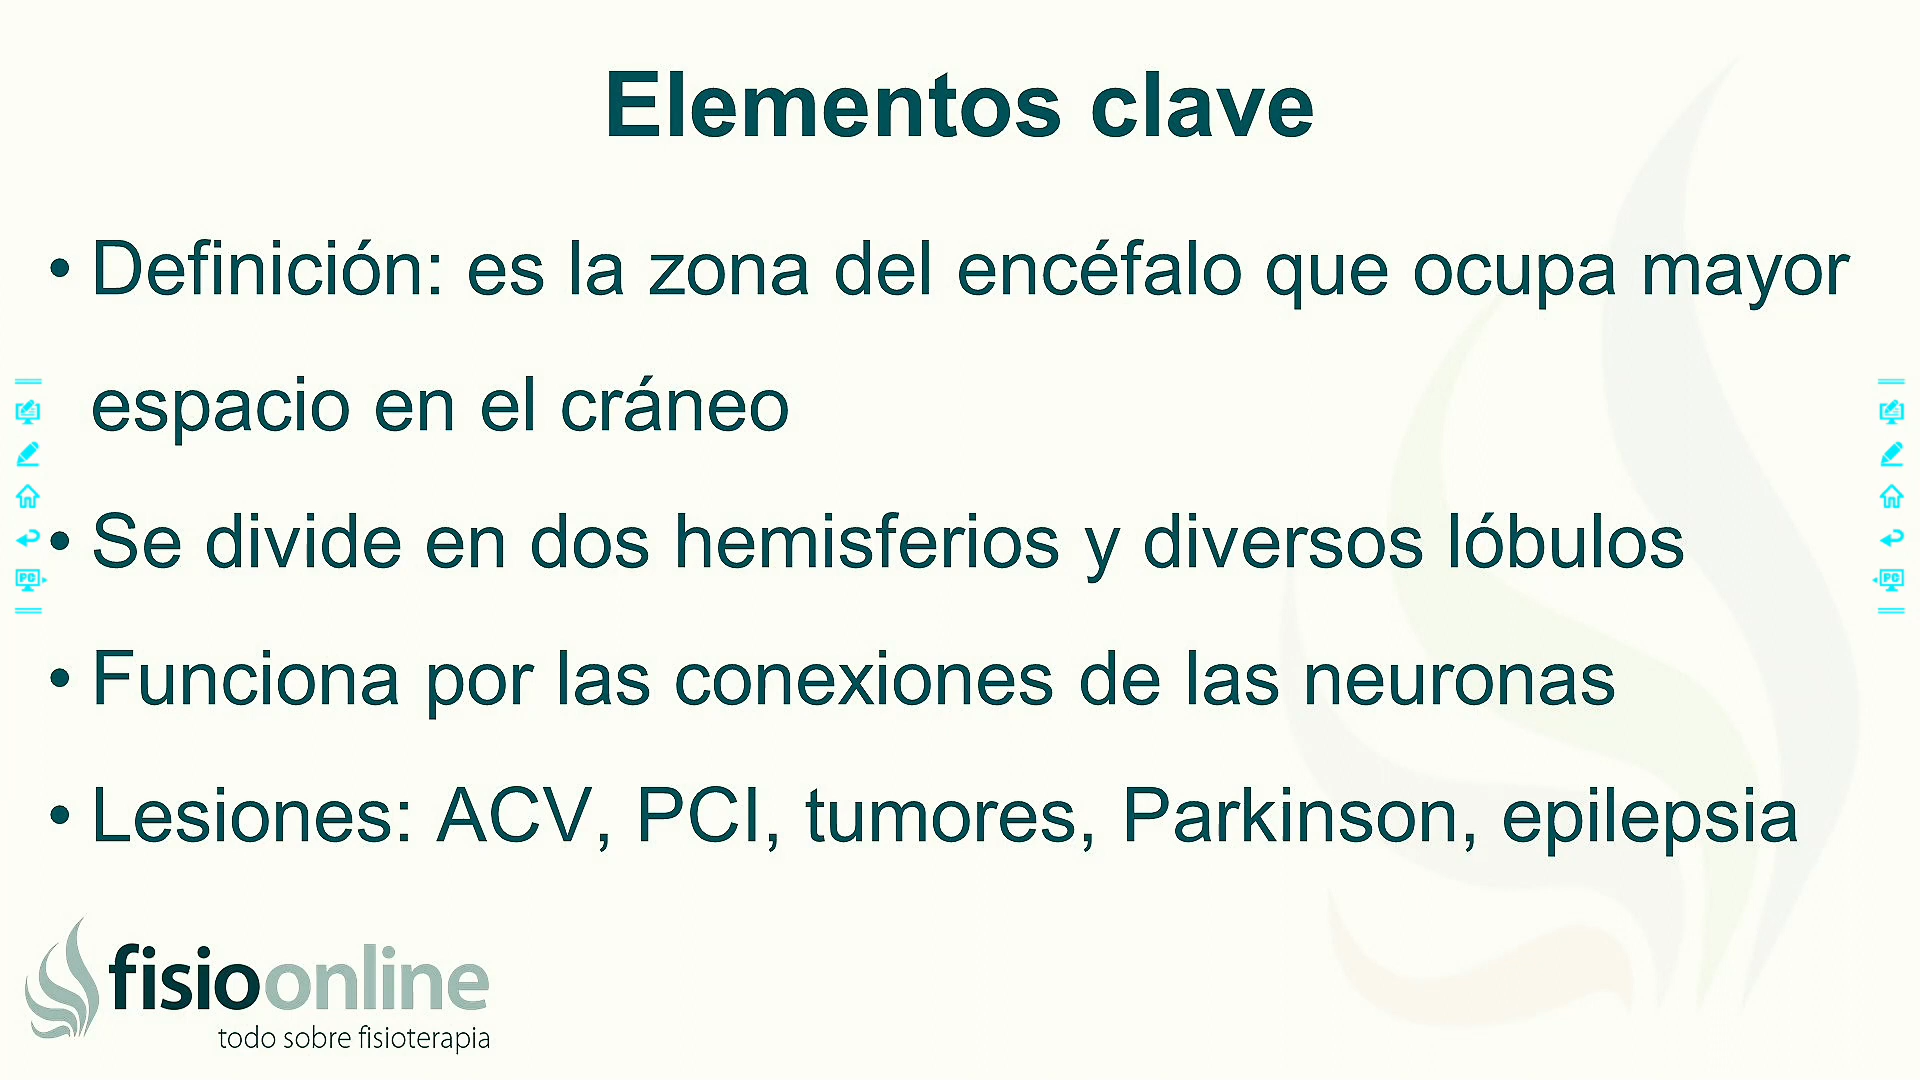 Elementos clave
• Definición: es la zona del encéfalo que ocupa mayor
espacio en el cráneo
• Se divide en dos hemisferios y diversos lóbulos
• Funciona por las conexiones de las neuronas
• Lesiones: ACV, PCI, tumores, Parkinson, epilepsia
PC
PC
fisioonline
todo sobre fisioterapia